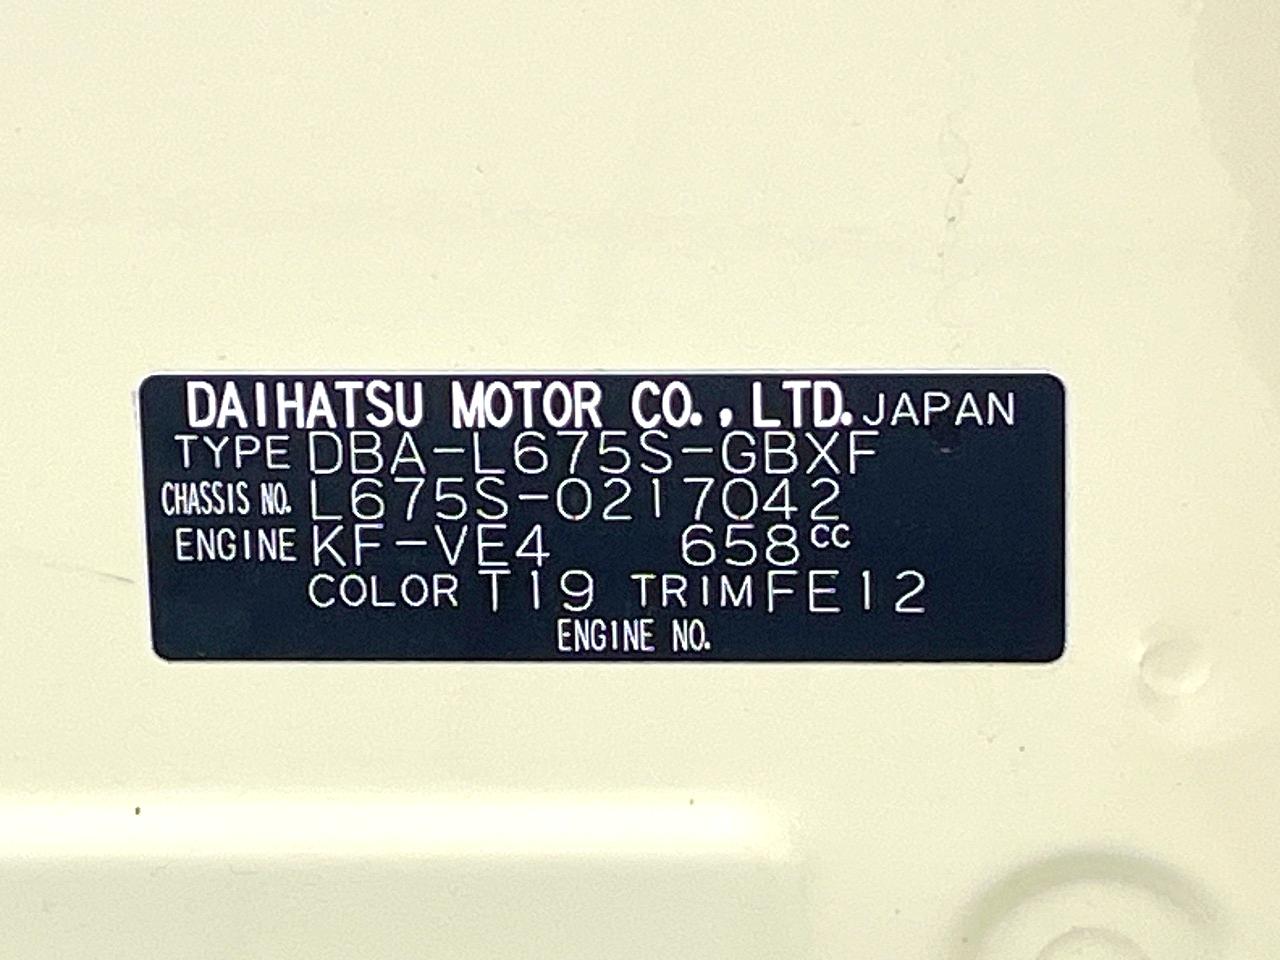 DAIHATSU MOTOR CO., LTD. JAPAN
TYPE DBA-L675S-GBXF
CHASSIS NO. L675S-0217042
ENGINE KF-VE4 658cc
COLOR T19 TRIM FE12
ENGINE NO.